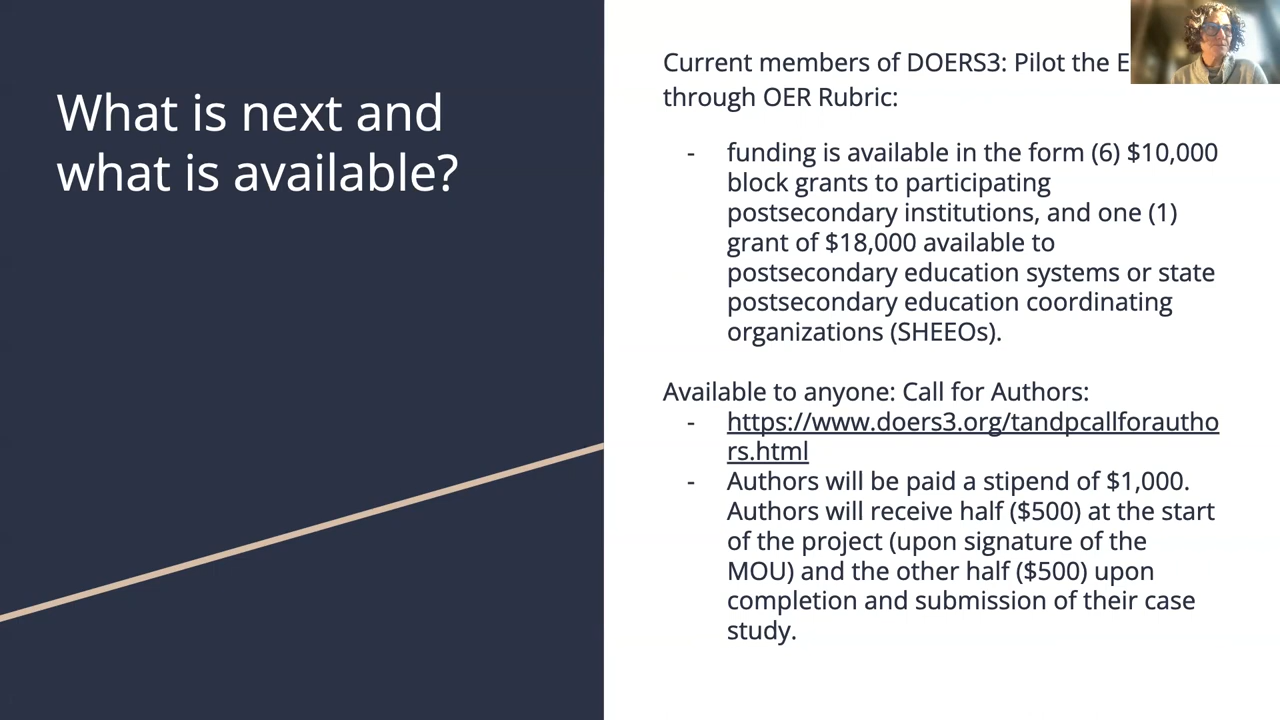 What is next and
what is available?
Current members of DOERS3: Pilot the
through OER Rubric:
- funding is available in the form (6) $10,000
block grants to participating
postsecondary institutions, and one (1)
grant of $18,000 available to
postsecondary education systems or state
postsecondary education coordinating
organizations (SHEEOs).
Available to anyone: Call for Authors:
- https://www.doers3.org/tandpcallforautho
rs.html
- Authors will be paid a stipend of $1,000.
Authors will receive half ($500) at the start
of the project (upon signature of the
MOU) and the other half ($500) upon
completion and submission of their case
study.